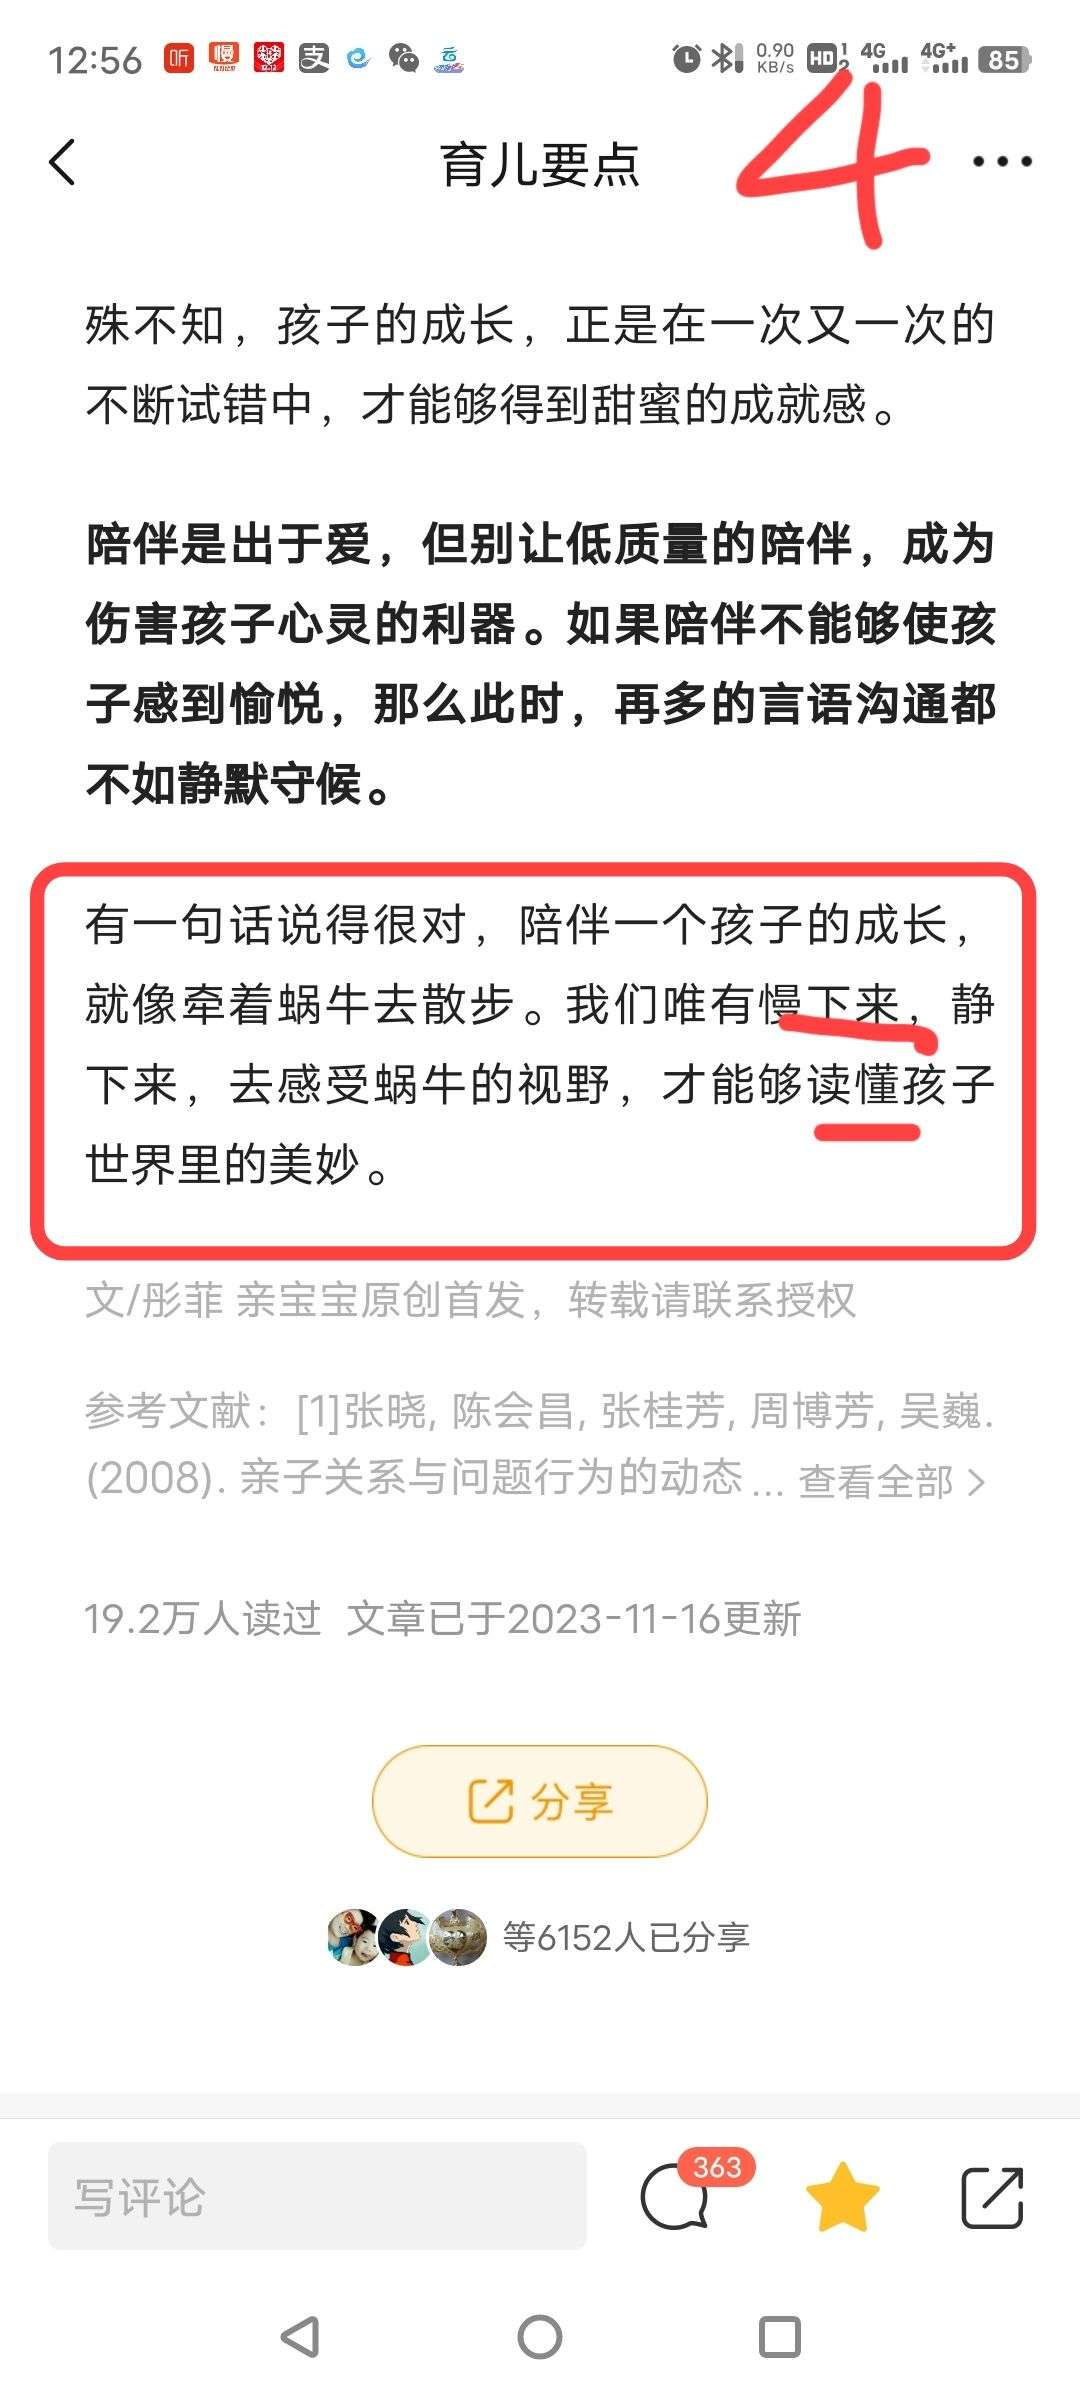 12:56
听
慢
支
云
0.90
KB/s
HD 1 2
4G
4G+
85
育儿要点
4
殊不知，孩子的成长，正是在一次又一次的
不断试错中，才能够得到甜蜜的成就感。
陪伴是出于爱，但别让低质量的陪伴，成为
伤害孩子心灵的利器。如果陪伴不能够使孩
子感到愉悦，那么此时，再多的言语沟通都
不如静默守候。
有一句话说得很对，陪伴一个孩子的成长，
就像牵着蜗牛去散步。我们唯有慢下来，静
下来，去感受蜗牛的视野，才能够读懂孩子
世界里的美妙。
文/彤菲 亲宝宝原创首发，转载请联系授权
参考文献：[1]张晓, 陈会昌, 张桂芳, 周博芳, 吴巍.
(2008). 亲子关系与问题行为的动态 ... 查看全部
19.2万人读过 文章已于2023-11-16更新
分享
等6152人已分享
写评论
363